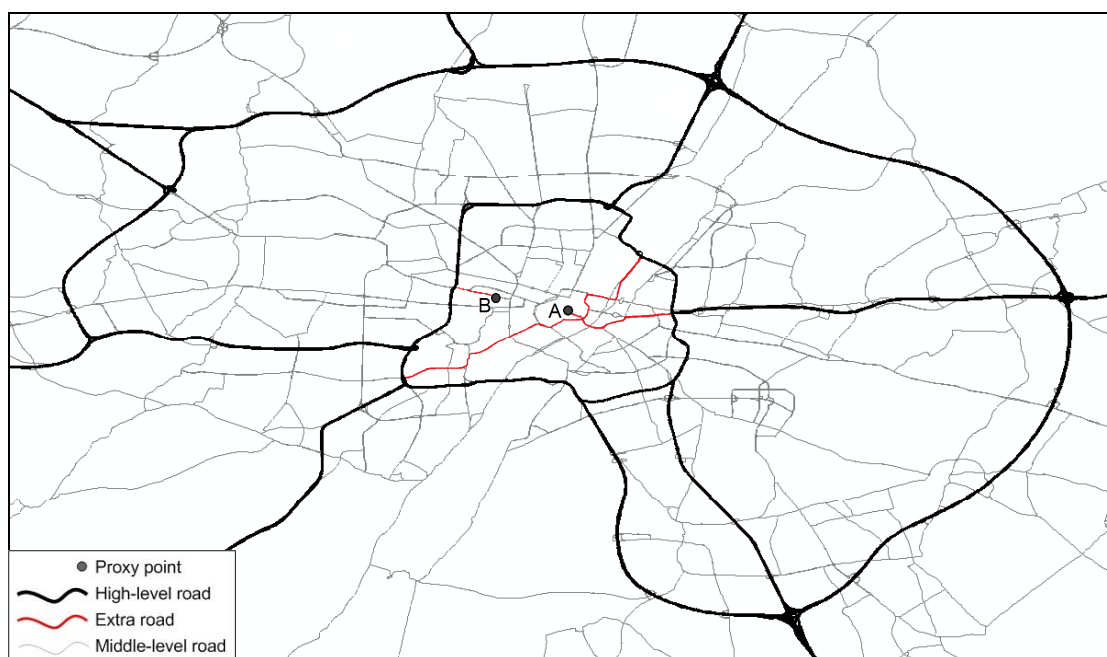 B
A
Proxy point
High-level road
Extra road
Middle-level road